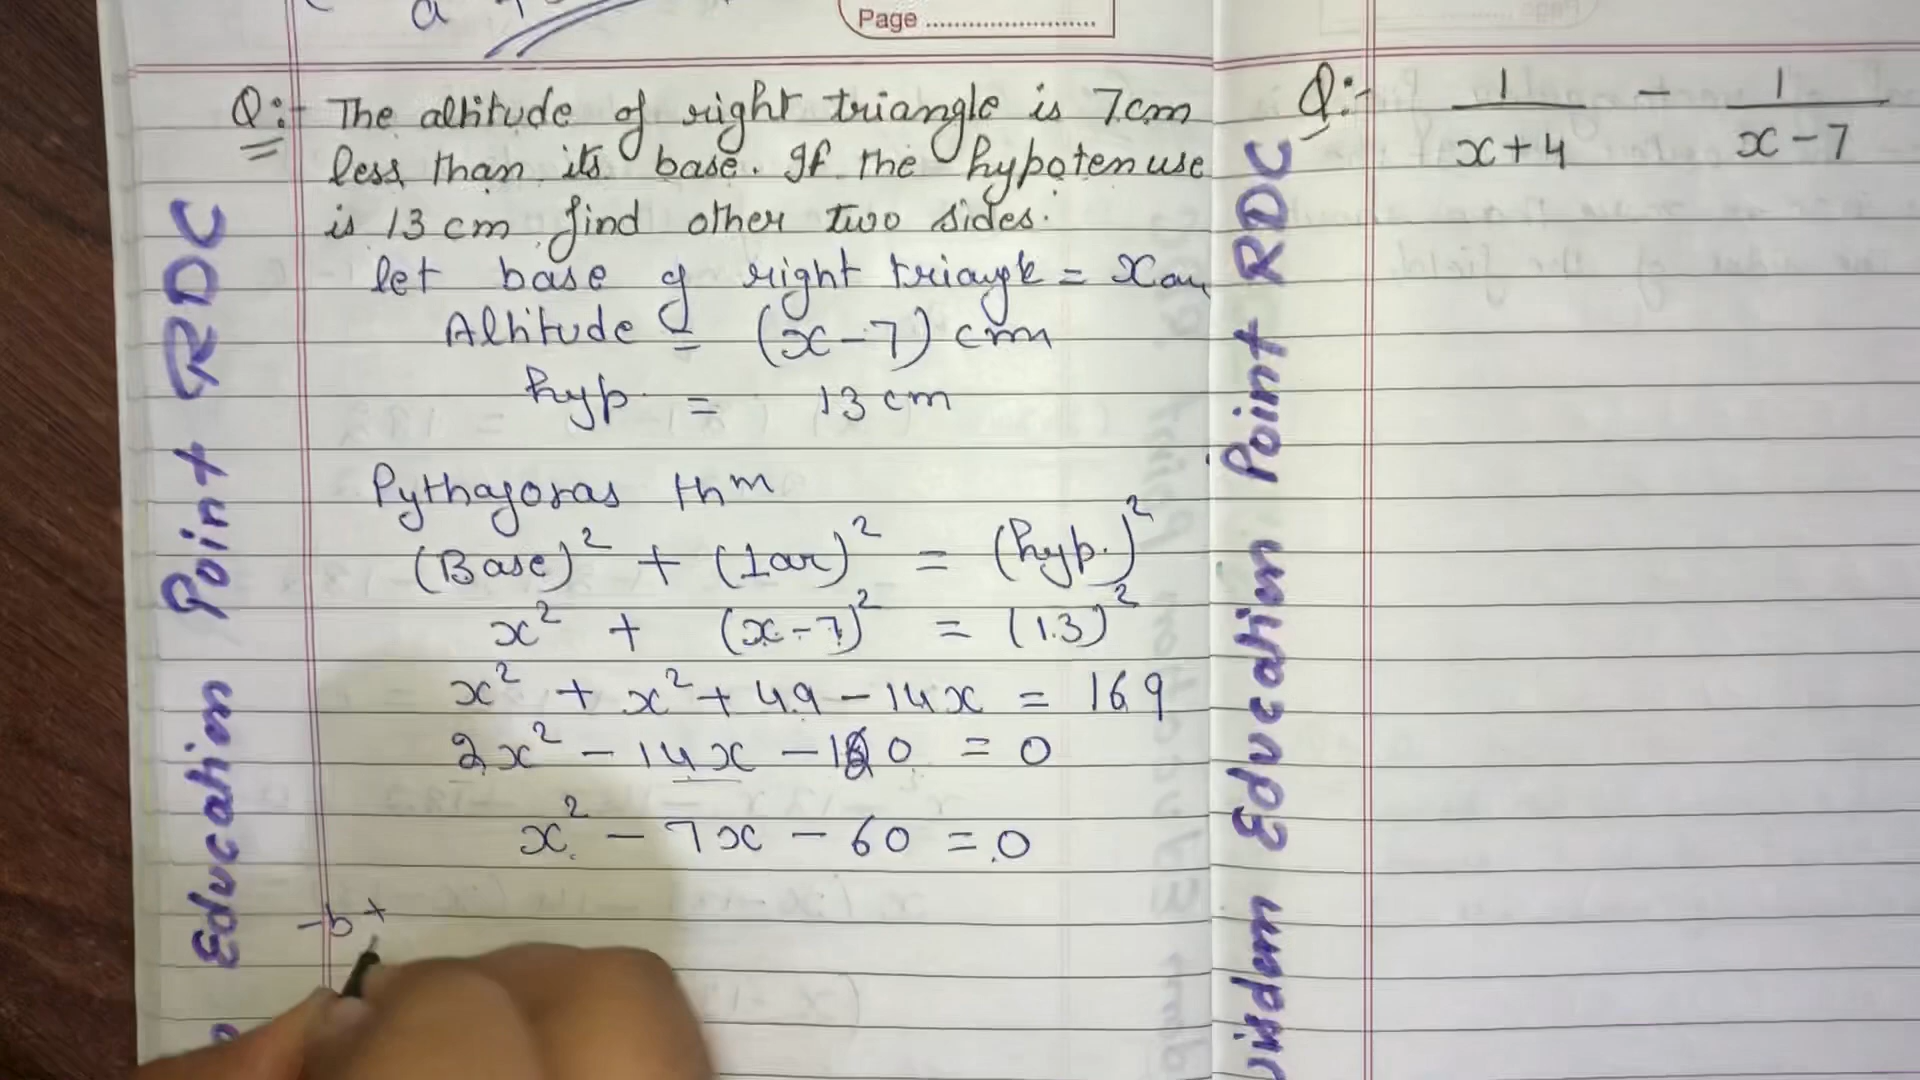 Page
Q:- The altitude of right triangle is 7cm
less than its base. If the hypotenuse
is 13 cm find other two sides.
let base of right triangle = x cm
Altitude = (x-7) cm
hyp. = 13 cm
Pythagoras thm
(Base)² + (Lar)² = (hyp.)²
x² + (x-7)² = (13)²
x² + x² + 49 - 14x = 169
2x² - 14x - 120 = 0
x² - 7x - 60 = 0
-b+
Education Point RDC
Q:- 1/(x+4) - 1/(x-7)
Wisdom Education Point RDC